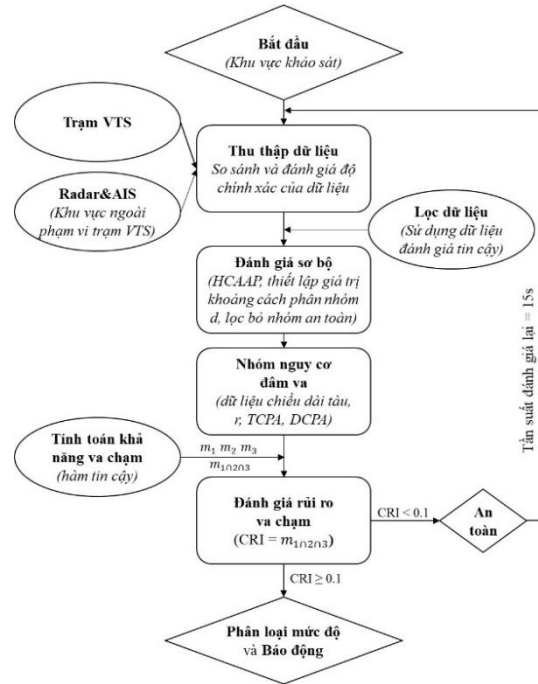 Bắt đầu
(Khu vực khảo sát)
Trạm VTS
Thu thập dữ liệu
So sánh và đánh giá độ
chính xác của dữ liệu
Radar&AIS
(Khu vực ngoài
phạm vi trạm VTS)
Lọc dữ liệu
(Sử dụng dữ liệu
đánh giá tin cậy)
Đánh giá sơ bộ
(HCAAP, thiết lập giá trị
khoảng cách phân nhóm
d, lọc bỏ nhóm an toàn)
Tần suất đánh giá lại = 15s
Nhóm nguy cơ
đâm va
(dữ liệu chiều dài tàu,
r, TCPA, DCPA)
Tính toán khả
năng va chạm
(hàm tin cậy)
m₁ m₂ m₃
m₁∩₂∩₃
Đánh giá rủi ro
va chạm
(CRI = m₁∩₂∩₃)
CRI < 0.1
An
toàn
CRI ≥ 0.1
Phân loại mức độ
và Báo động